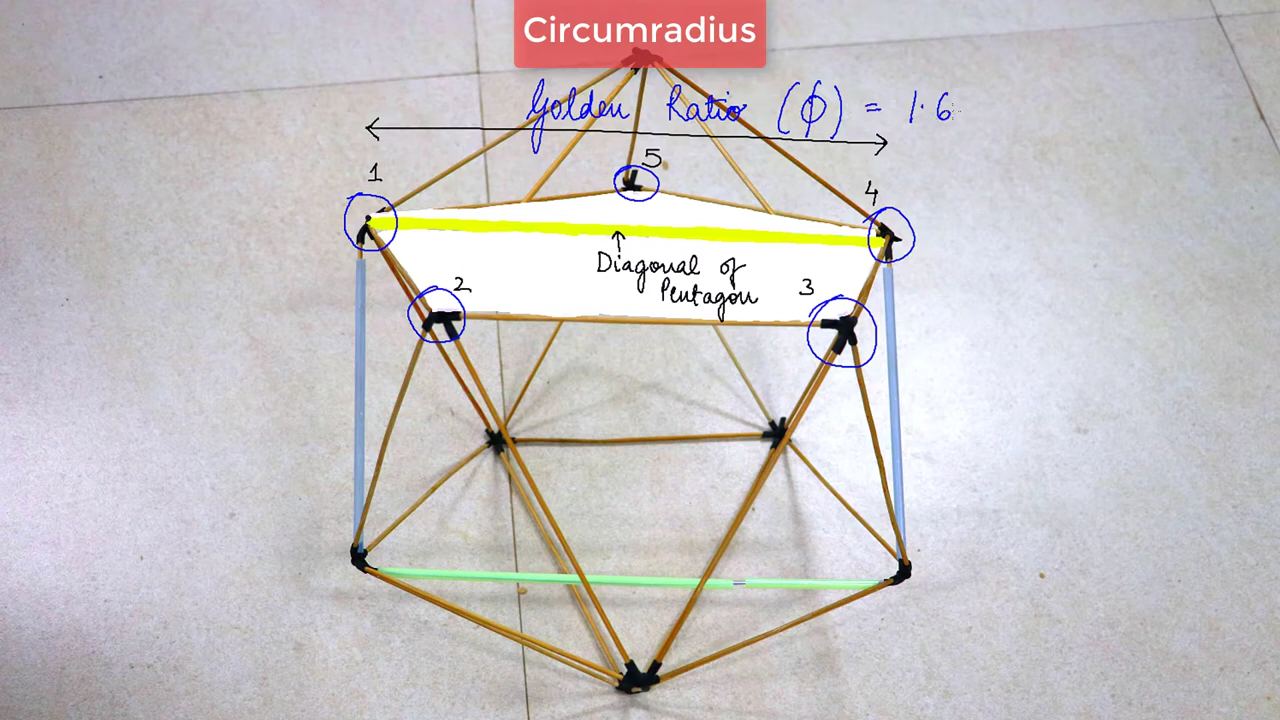 Circumradius
Golden Ratio (ϕ) = 1.6
5
1
4
Diagonal of
Pentagon
2
3